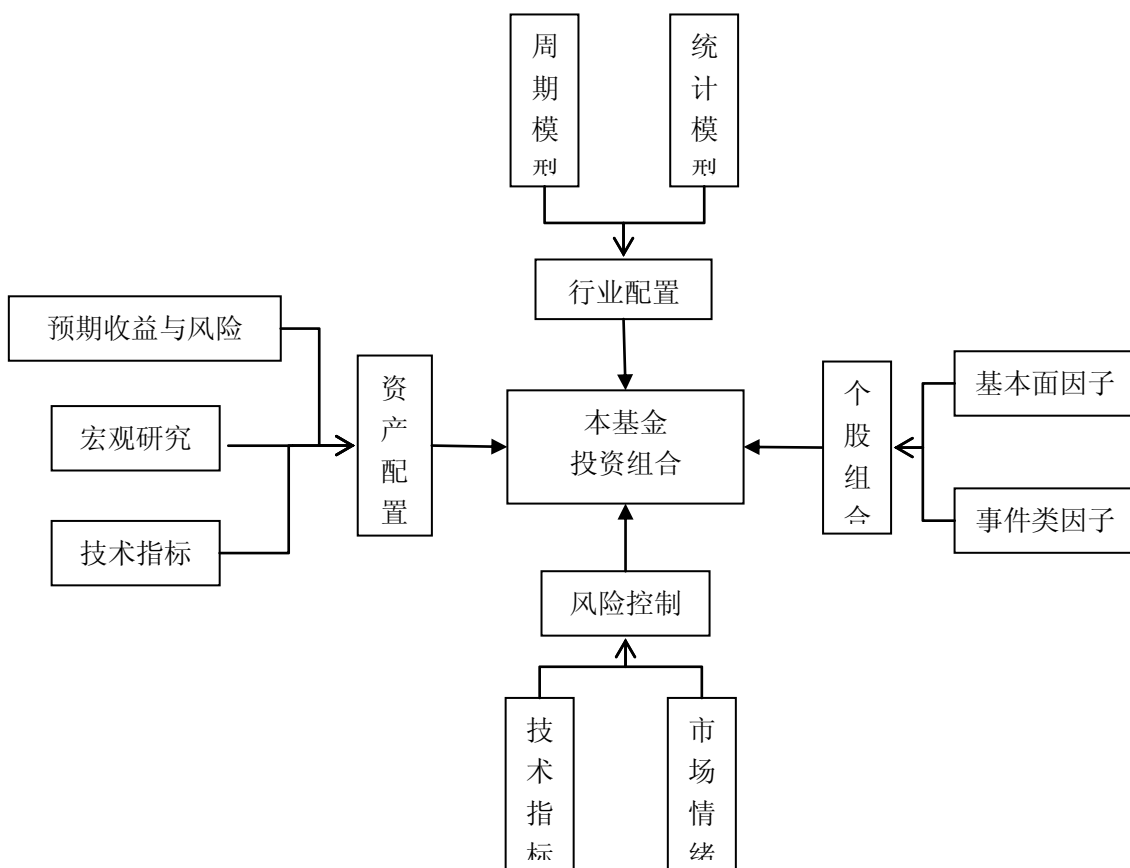 周期模型
统计模型
行业配置
预期收益与风险
宏观研究
技术指标
资产配置
本基金
投资组合
个股组合
基本面因子
事件类因子
风险控制
技术指标
市场情绪